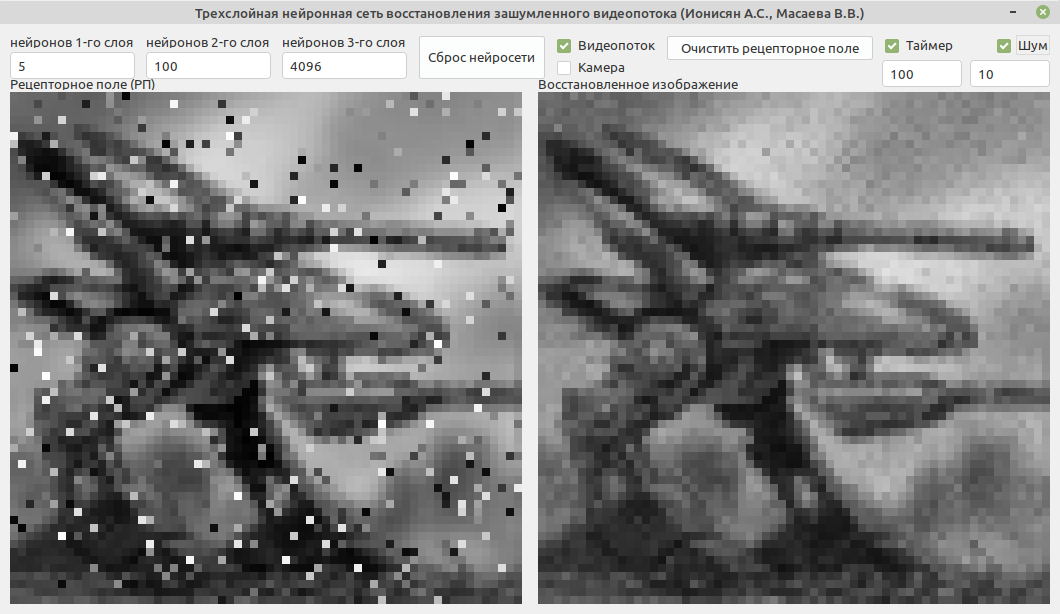 Трехслойная нейронная сеть восстановления зашумленного видеопотока (Ионисян А.С., Масаева В.В.)
нейронов 1-го слоя нейронов 2-го слоя нейронов 3-го слоя
5 100 4096
Сброс нейросети
Видеопоток
Камера
Очистить рецепторное поле
Таймер Шум
100 10
Рецепторное поле (РП) Восстановленное изображение